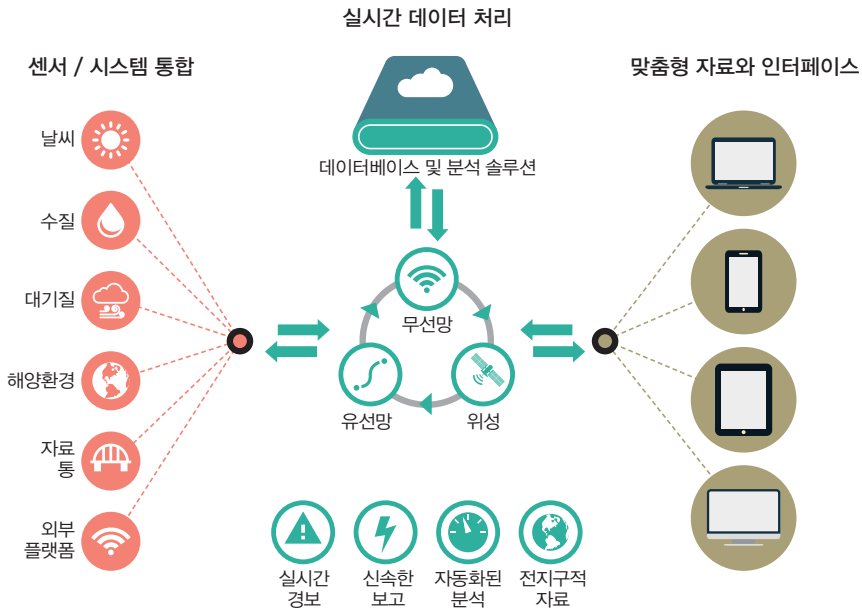 실시간 데이터 처리
센서 / 시스템 통합
맞춤형 자료와 인터페이스
날씨
수질
대기질
해양환경
자료
통
외부
플랫폼
데이터베이스 및 분석 솔루션
무선망
유선망
위성
실시간
경보
신속한
보고
자동화된
분석
전지구적
자료